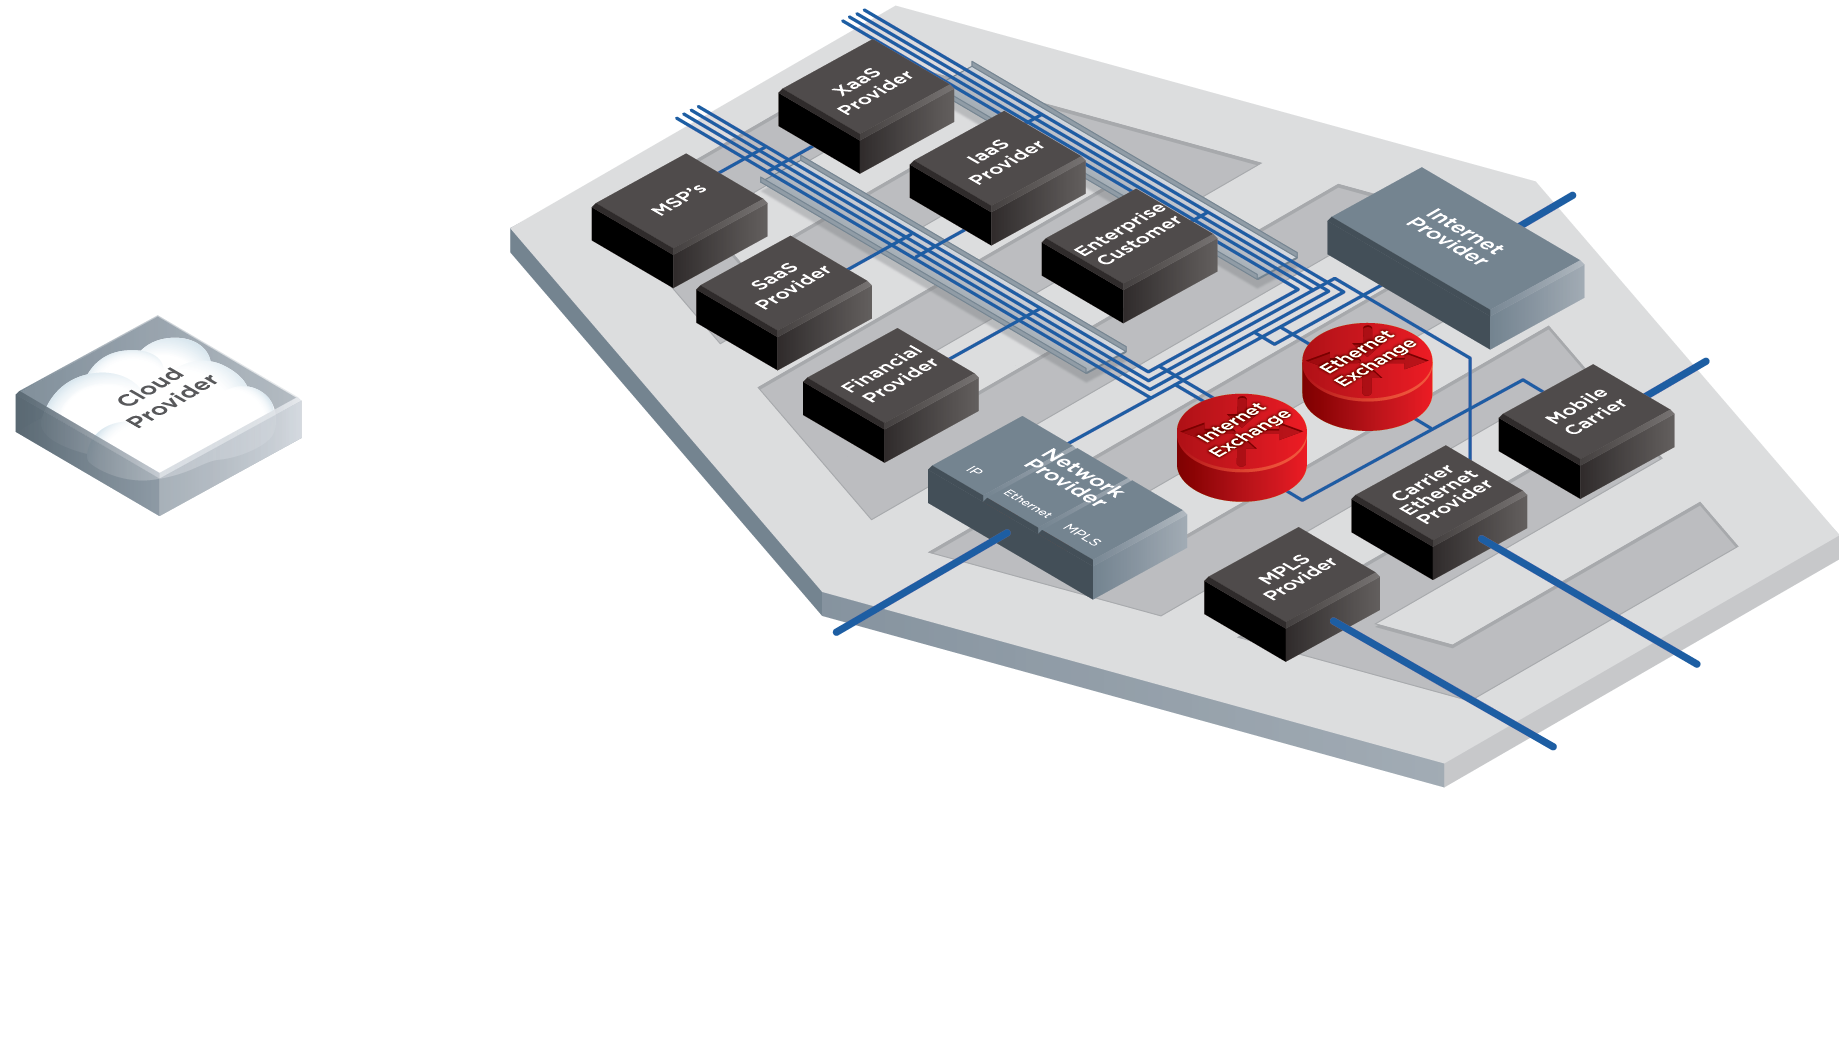 XaaS
Provider
IaaS
Provider
MSP's
Enterprise
Customer
Internet
Provider
SaaS
Provider
Cloud
Provider
Financial
Provider
Ethernet
Exchange
Internet
Exchange
Mobile
Carrier
Network
Provider
IP
Ethernet
MPLS
Carrier
Ethernet
Provider
MPLS
Provider